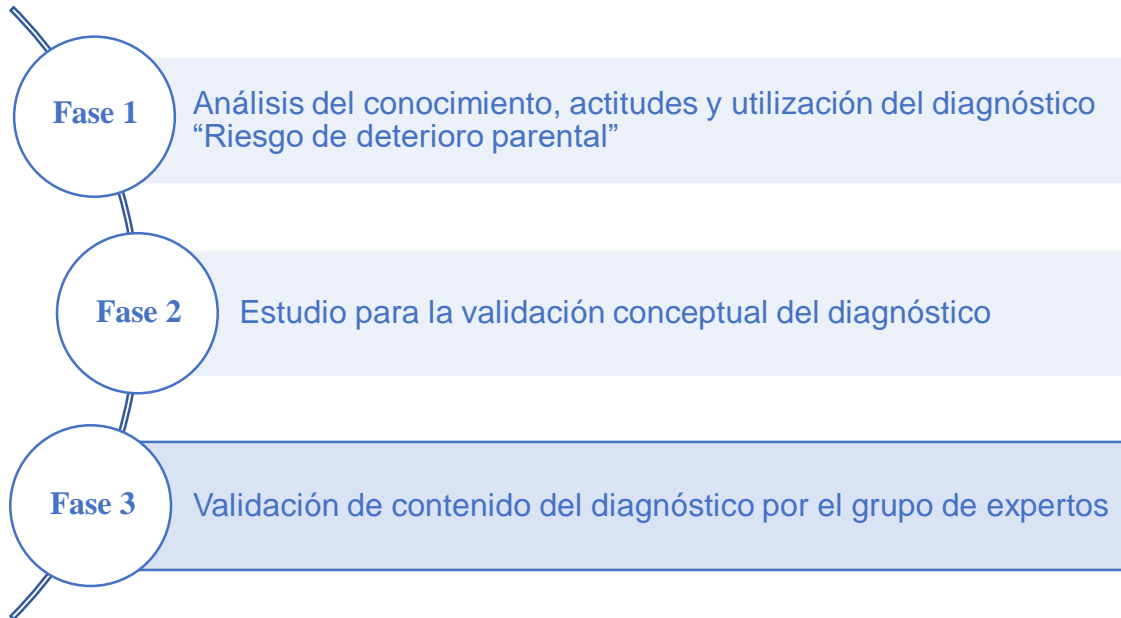 Fase 1
Análisis del conocimiento, actitudes y utilización del diagnóstico
“Riesgo de deterioro parental”
Fase 2
Estudio para la validación conceptual del diagnóstico
Fase 3
Validación de contenido del diagnóstico por el grupo de expertos